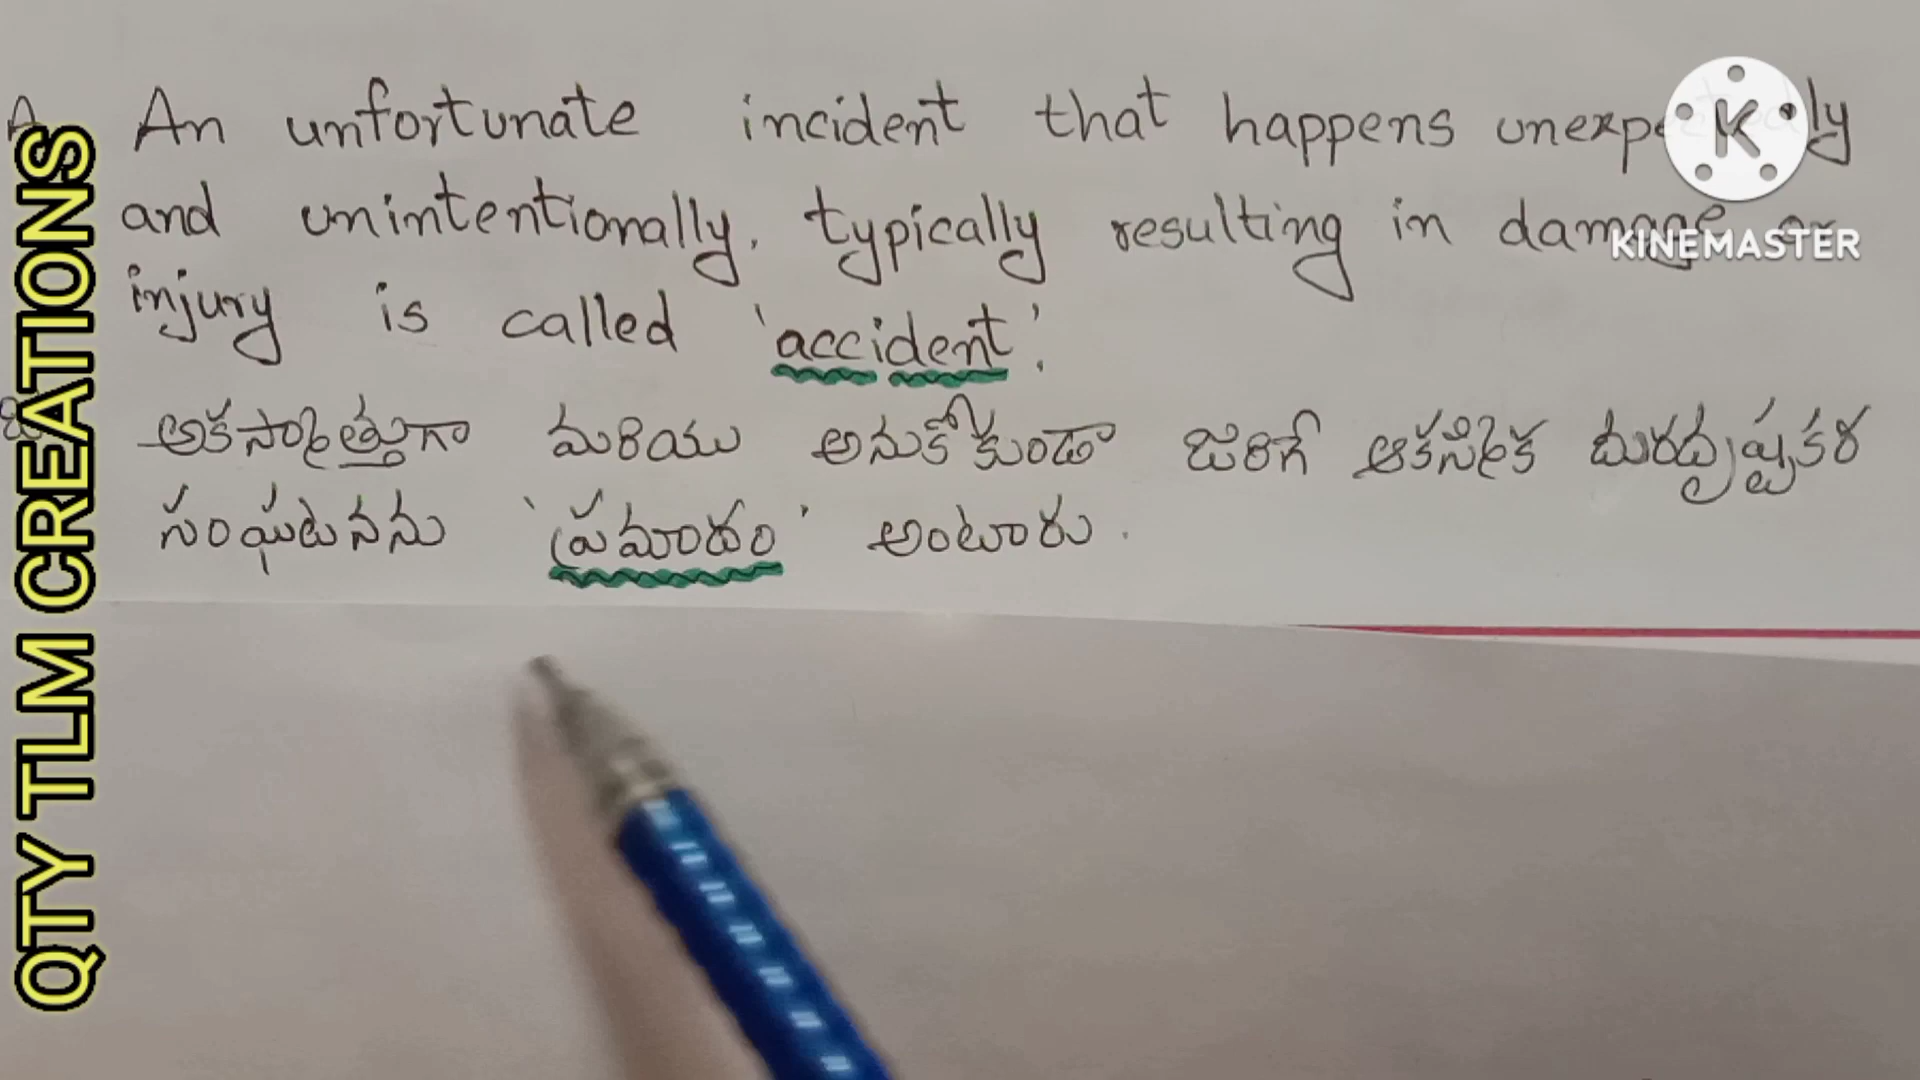 QTY TLM CREATIONS
A An unfortunate incident that happens unexpectedly
and unintentionally, typically resulting in damage or
injury is called 'accident'.
అకస్మాత్తుగా మరియు అనుకోకుండా జరిగే ఆకస్మిక దురదృష్టకర
సంఘటనను 'ప్రమాదం' అంటారు.
K
KINEMASTER